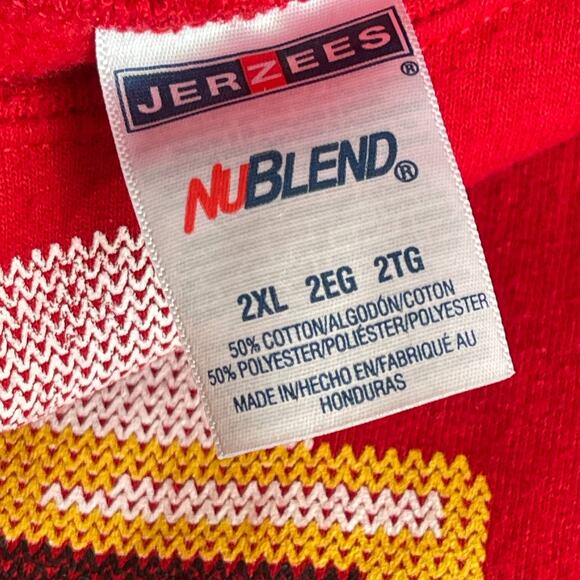 JERZEES®
NUBLEND®
2XL 2EG 2TG
50% COTTON/ALGODÓN/COTON
50% POLYESTER/POLIÉSTER/POLYESTER
MADE IN/HECHO EN/FABRIQUÉ AU
HONDURAS